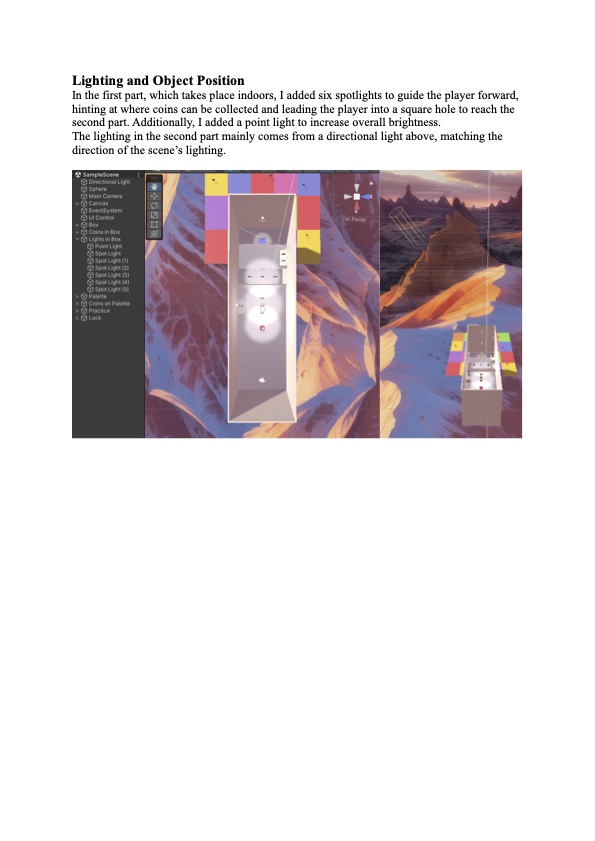 Lighting and Object Position
In the first part, which takes place indoors, I added six spotlights to guide the player forward,
hinting at where coins can be collected and leading the player into a square hole to reach the
second part. Additionally, I added a point light to increase overall brightness.
The lighting in the second part mainly comes from a directional light above, matching the
direction of the scene’s lighting.
SampleScene
Directional Light
Sphere
Main Camera
Canvas
EventSystem
UI Control
Box
Coins in Box
Lights in Box
Point Light
Spot Light
Spot Light (1)
Spot Light (2)
Spot Light (3)
Spot Light (4)
Spot Light (5)
Palette
Coins on Palette
Practice
Lock
< Persp